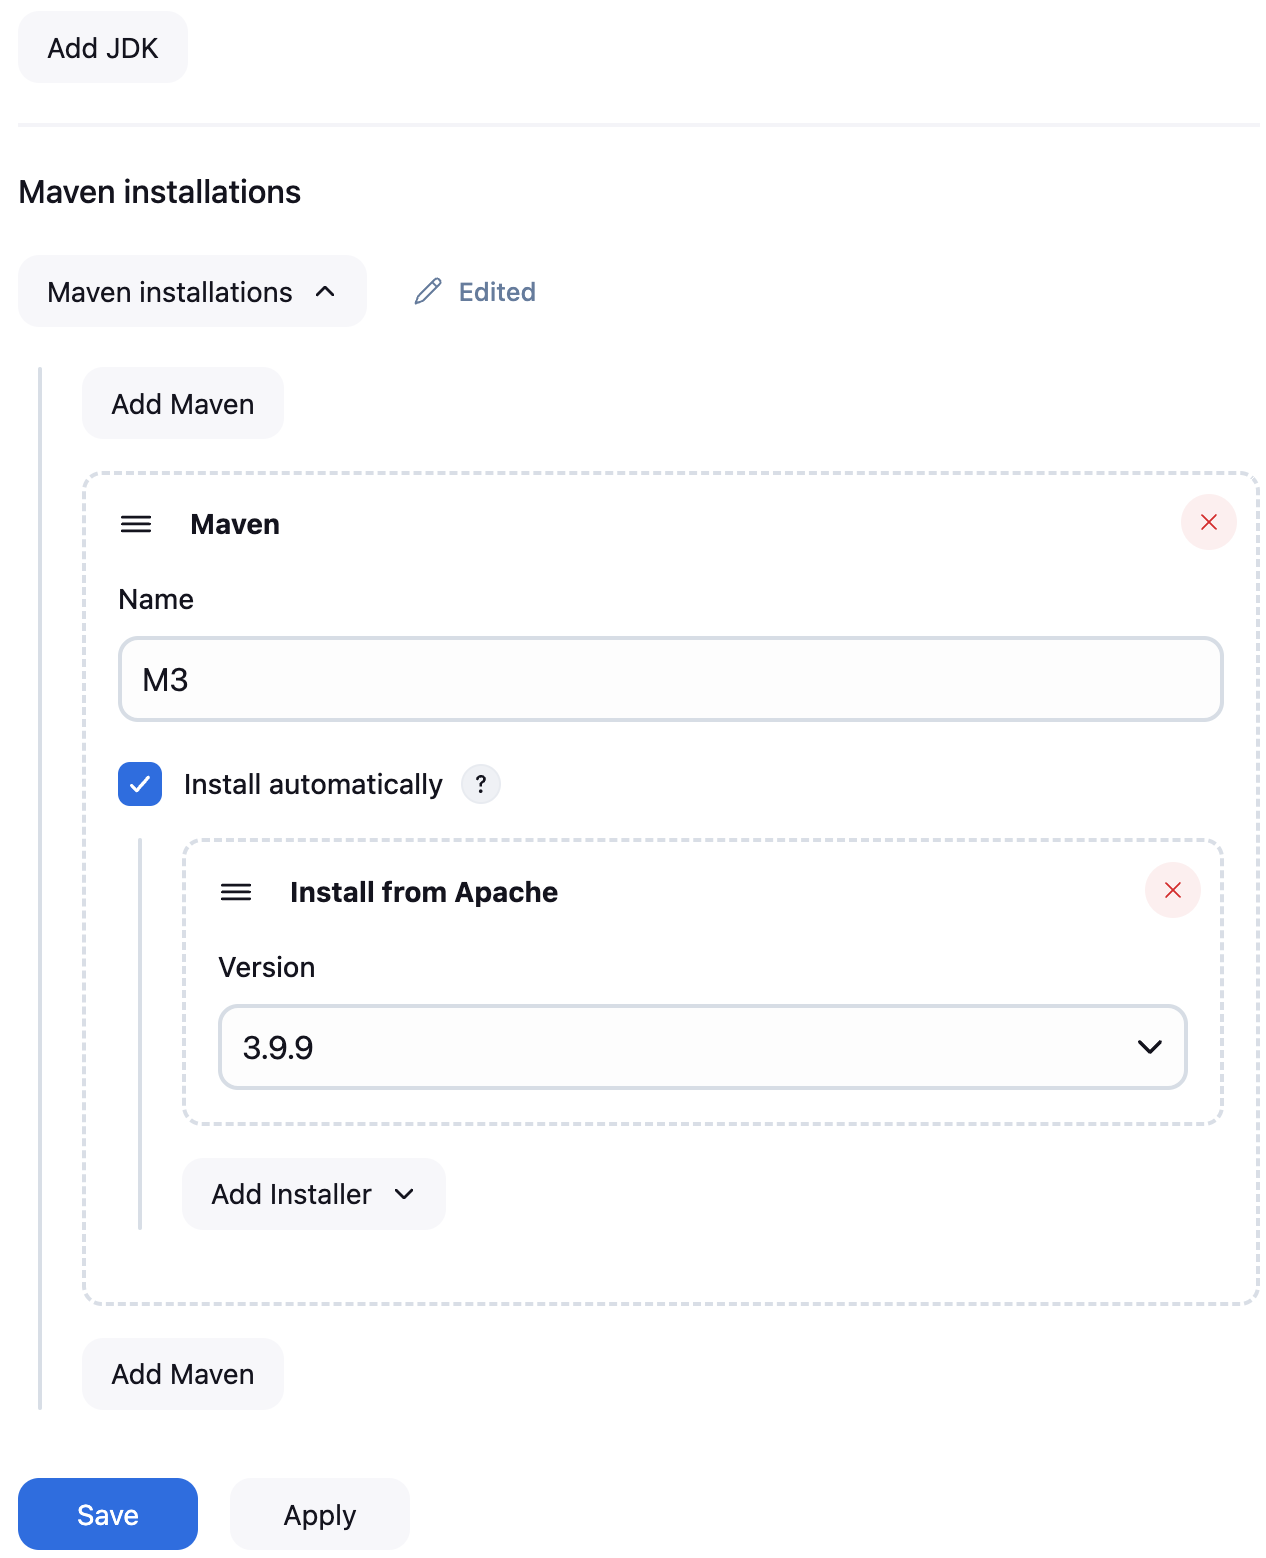 Add JDK
Maven installations
Maven installations
Edited
Add Maven
Maven
Name
M3
Install automatically ?
Install from Apache
Version
3.9.9
Add Installer
Add Maven
Save
Apply